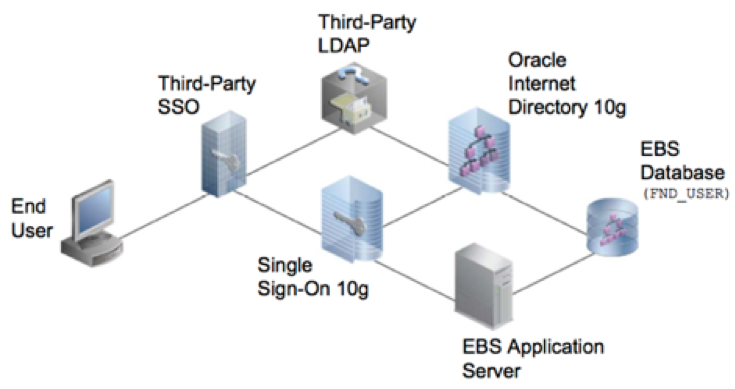 Third-Party
LDAP
Third-Party
SSO
Oracle
Internet
Directory 10g
EBS
Database
(FND_USER)
End
User
Single
Sign-On 10g
EBS Application
Server